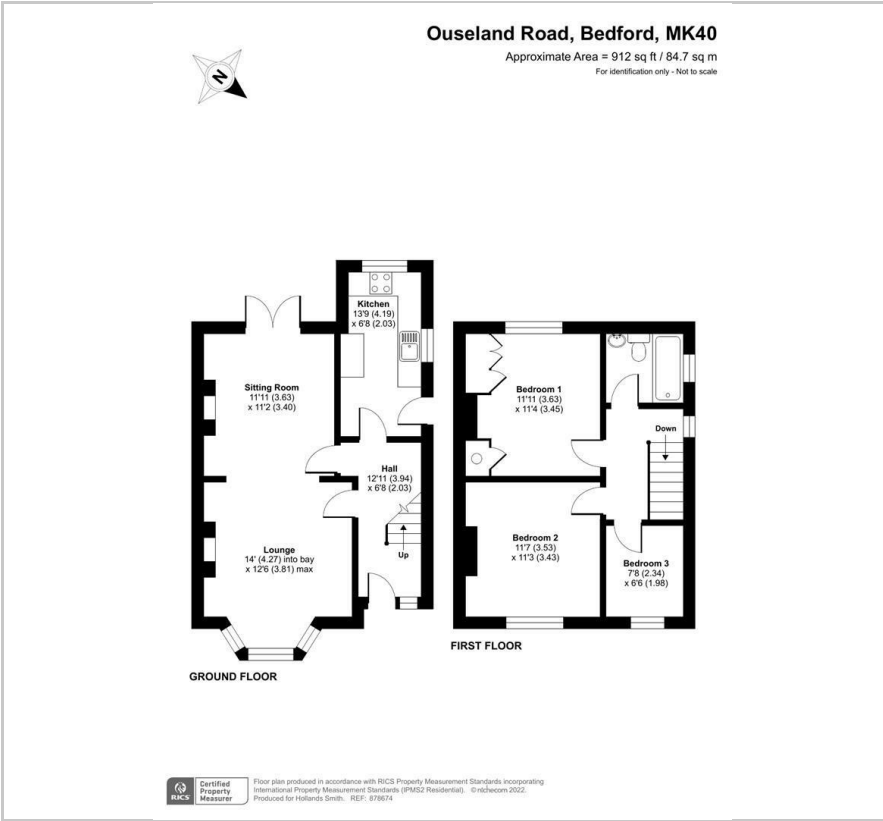 Ouseland Road, Bedford, MK40
Approximate Area = 912 sq ft / 84.7 sq m
For identification only - Not to scale
N
Kitchen
13'9 (4.19)
x 6'8 (2.03)
Sitting Room
11'11 (3.63)
x 11'2 (3.40)
Hall
12'11 (3.94)
x 6'8 (2.03)
Lounge
14' (4.27) into bay
x 12'6 (3.81) max
Up
GROUND FLOOR
Bedroom 1
11'11 (3.63)
x 11'4 (3.45)
Down
Bedroom 2
11'7 (3.53)
x 11'3 (3.43)
Bedroom 3
7'8 (2.34)
x 6'6 (1.98)
FIRST FLOOR
RICS
Certified
Property
Measurer
Floor plan produced in accordance with RICS Property Measurement Standards incorporating
International Property Measurement Standards (IPMS2 Residential). ©nichecom 2022.
Produced for Hollands Smith. REF: 878674